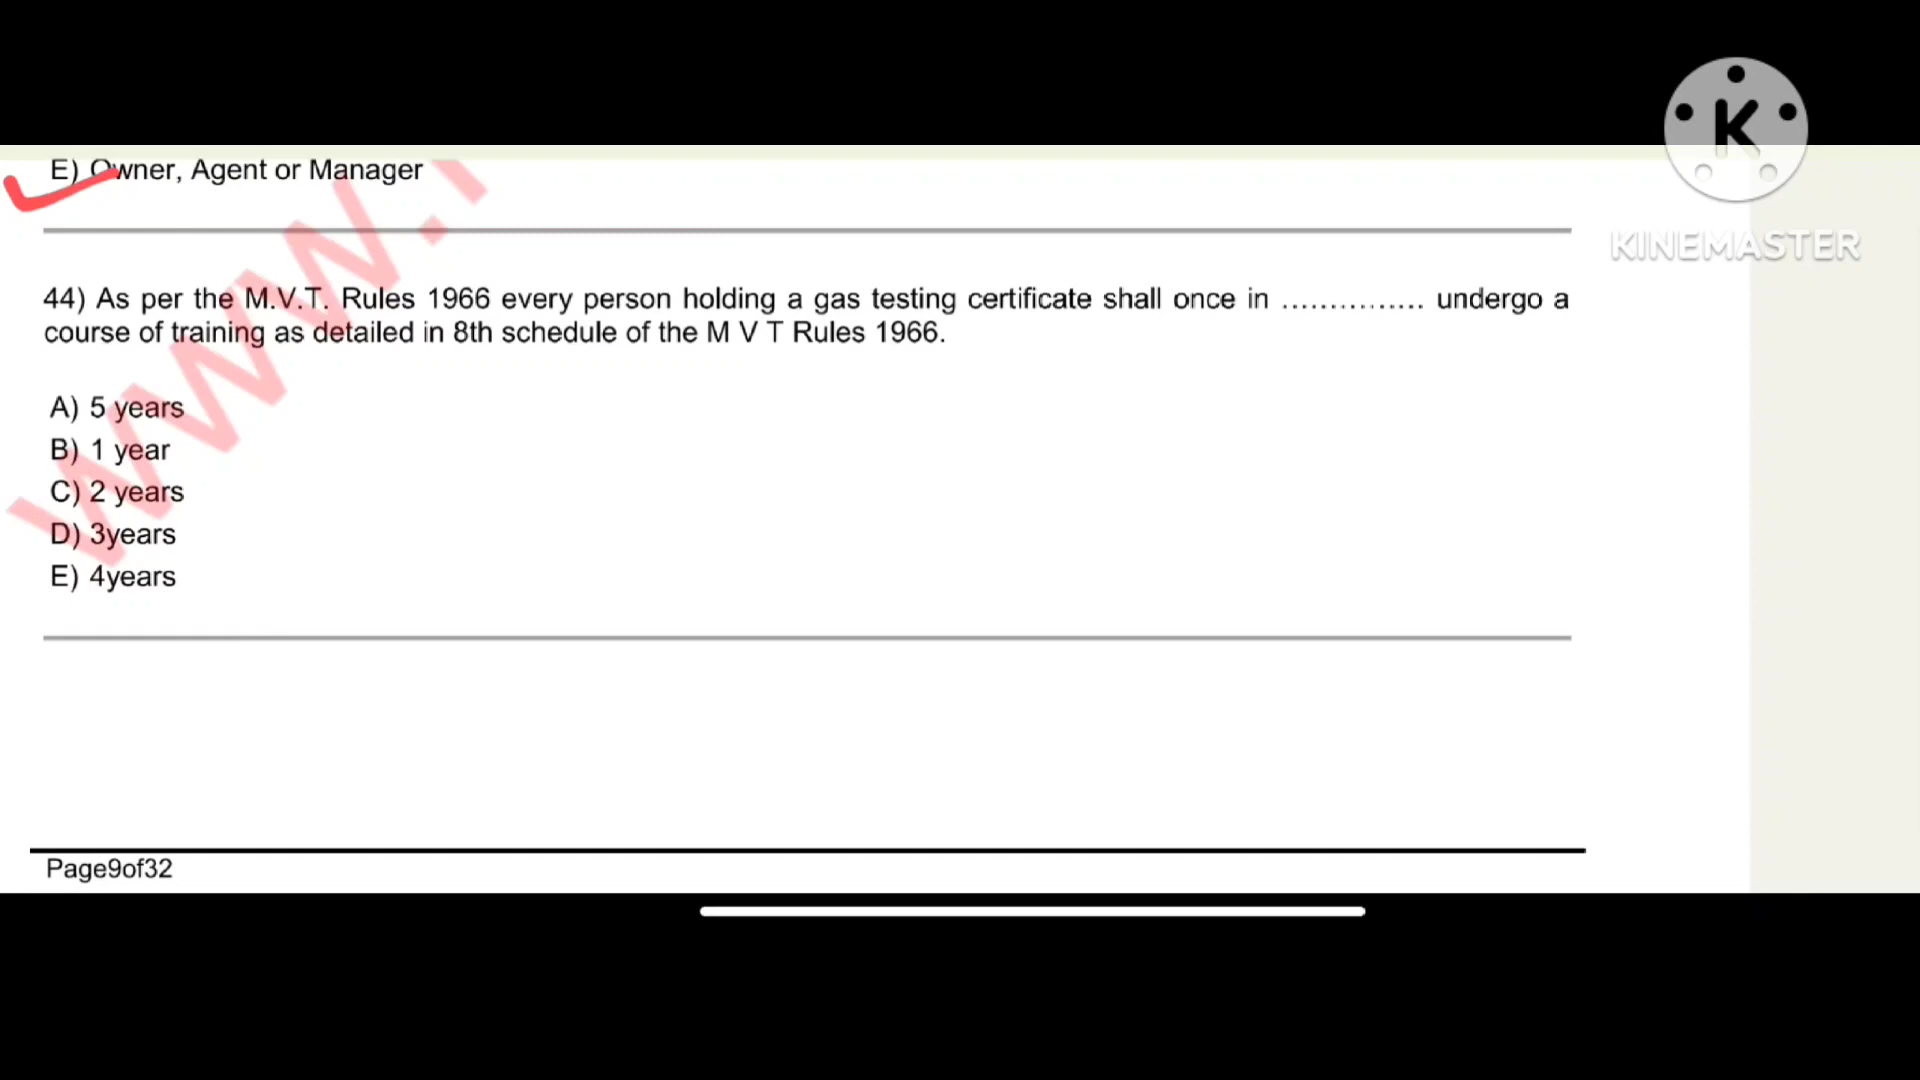 K
KINEMASTER
E) Owner, Agent or Manager
www.
44) As per the M.V.T. Rules 1966 every person holding a gas testing certificate shall once in ............... undergo a
course of training as detailed in 8th schedule of the M V T Rules 1966.
A) 5 years
B) 1 year
C) 2 years
D) 3years
E) 4years
Page9of32